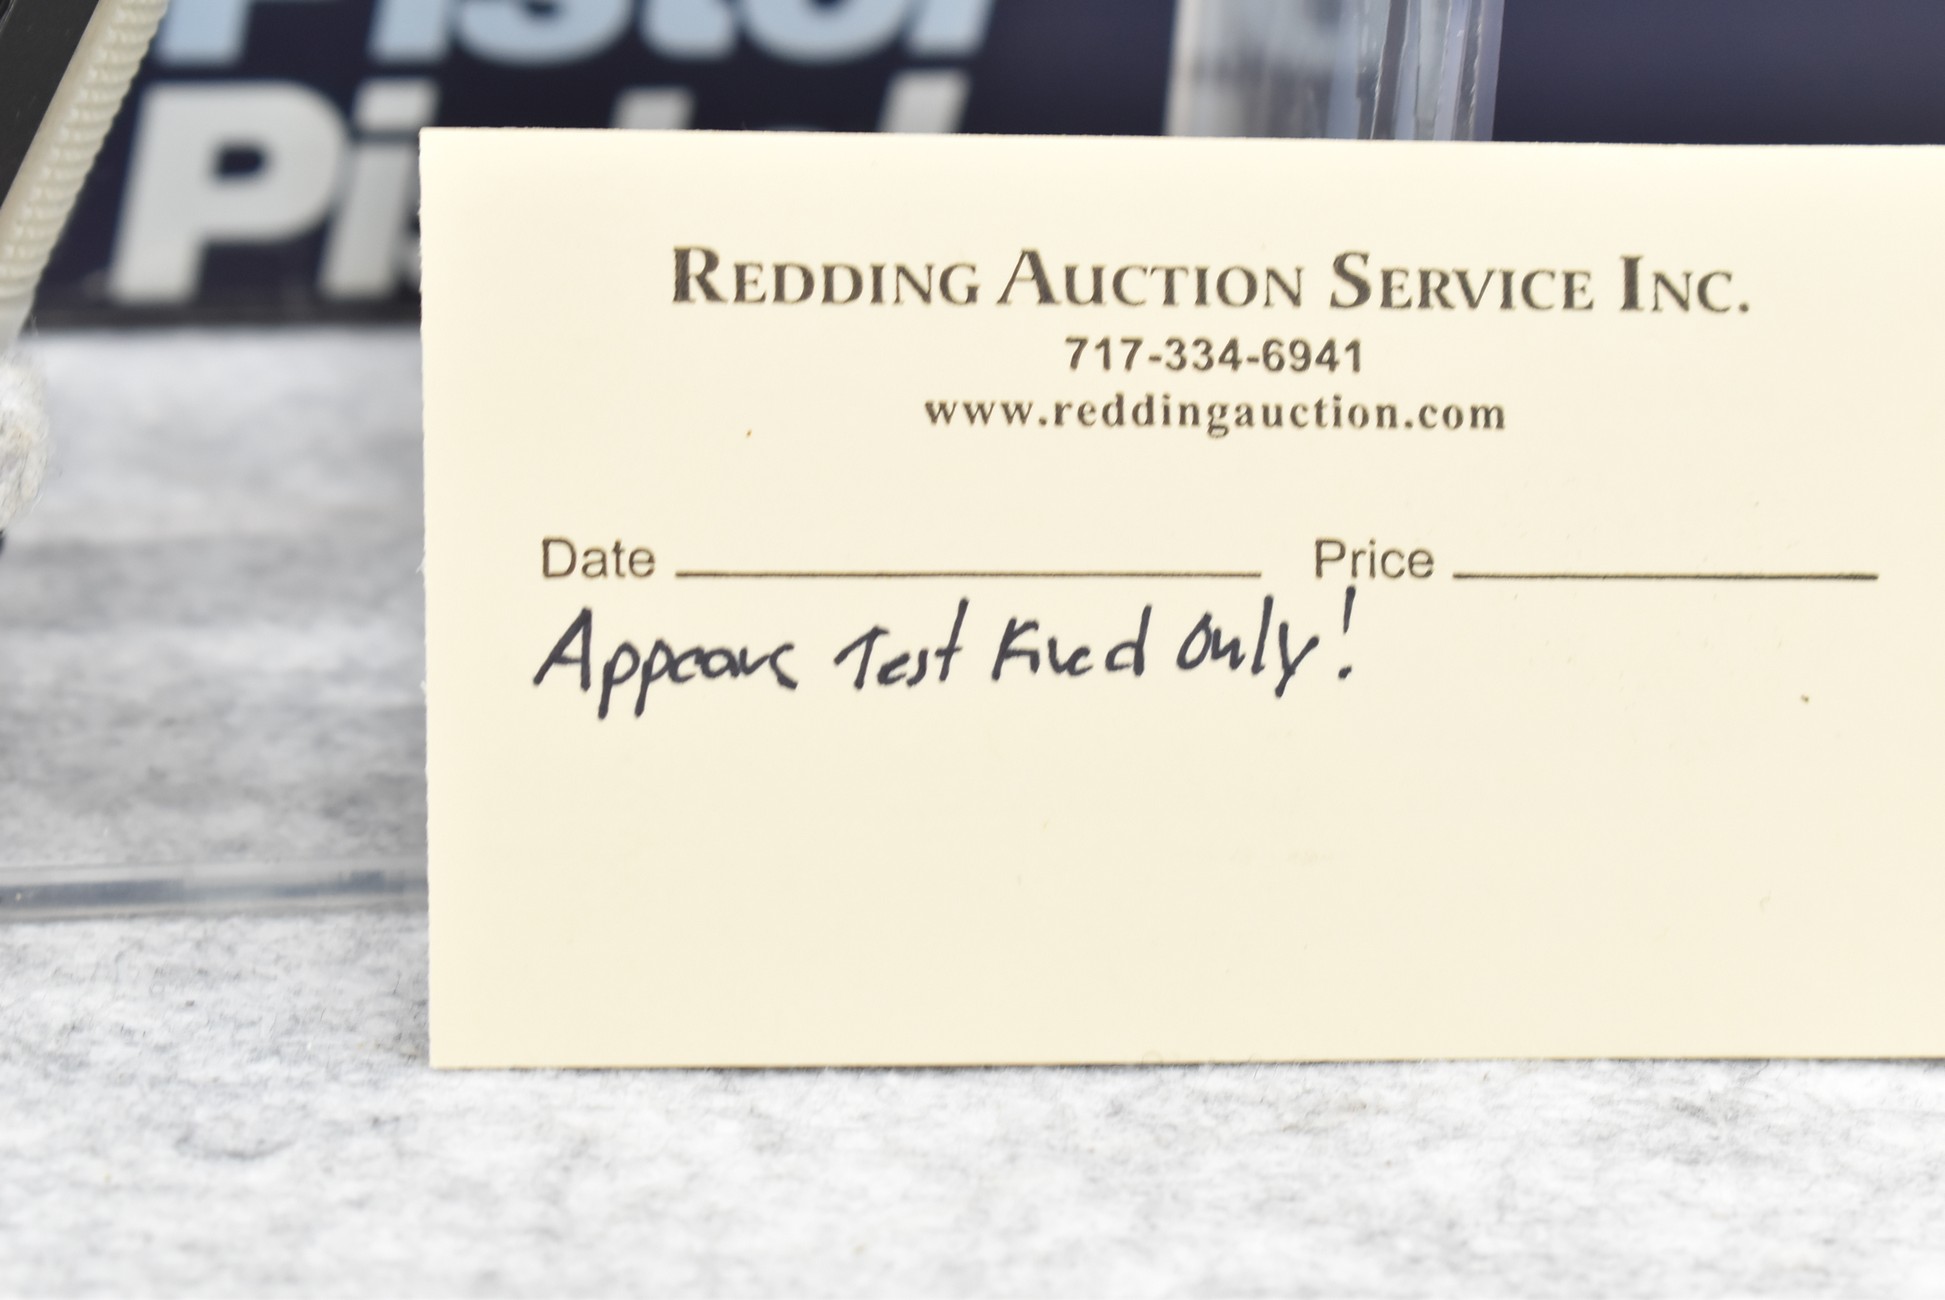 Pistol
Pistol
REDDING AUCTION SERVICE INC.
717-334-6941
www.reddingauction.com
Date Price
Appears Test Fired Only!